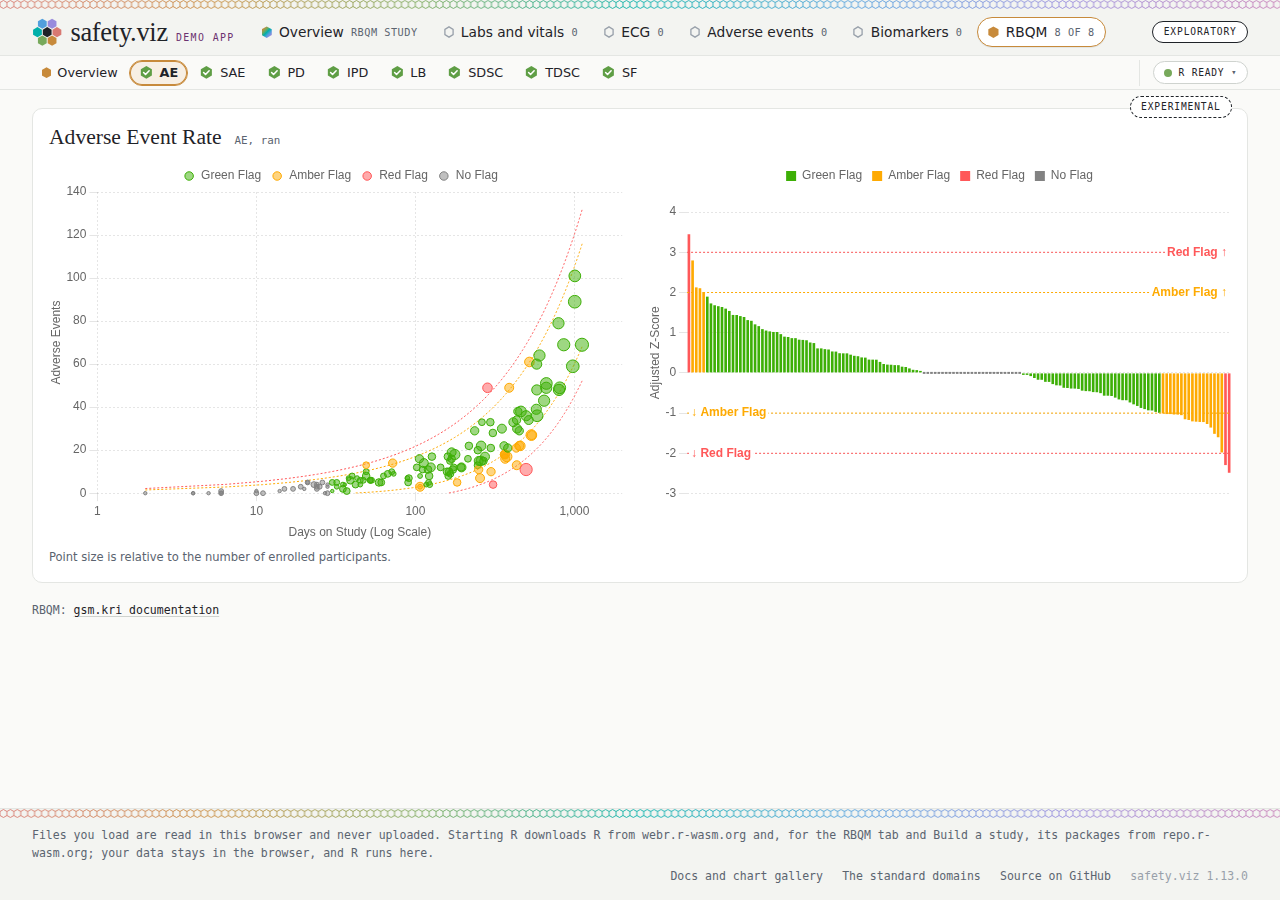 safety.viz DEMO APP
Overview RBQM STUDY
Labs and vitals 0
ECG 0
Adverse events 0
Biomarkers 0
RBQM 8 OF 8
EXPLORATORY
Overview
AE
SAE
PD
IPD
LB
SDSC
TDSC
SF
R READY ▾
EXPERIMENTAL
Adverse Event Rate AE, ran
Green Flag Amber Flag Red Flag No Flag
140
120
100
80
60
40
20
0
Adverse Events
1 10 100 1,000
Days on Study (Log Scale)
Green Flag Amber Flag Red Flag No Flag
4
3
2
1
0
-1
-2
-3
Adjusted Z-Score
Red Flag ↑
Amber Flag ↑
↓ Amber Flag
↓ Red Flag
Point size is relative to the number of enrolled participants.
RBQM: gsm.kri documentation
Files you load are read in this browser and never uploaded. Starting R downloads R from webr.r-wasm.org and, for the RBQM tab and Build a study, its packages from repo.r-
wasm.org; your data stays in the browser, and R runs here.
Docs and chart gallery The standard domains Source on GitHub safety.viz 1.13.0